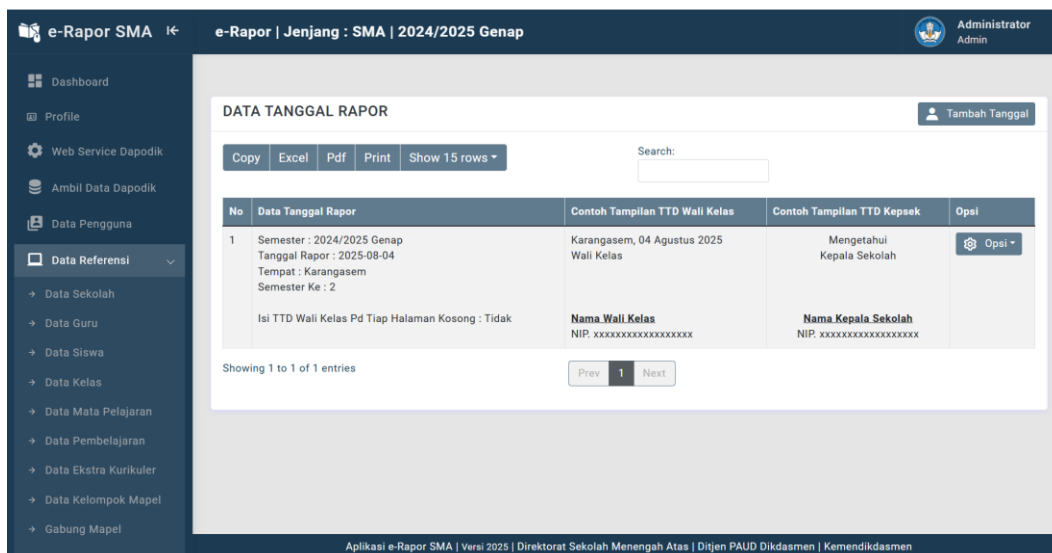 e-Rapor SMA
e-Rapor | Jenjang : SMA | 2024/2025 Genap
Administrator
Admin
Dashboard
Profile
Web Service Dapodik
Ambil Data Dapodik
Data Pengguna
Data Referensi
Data Sekolah
Data Guru
Data Siswa
Data Kelas
Data Mata Pelajaran
Data Pembelajaran
Data Ekstra Kurikuler
Data Kelompok Mapel
Gabung Mapel
DATA TANGGAL RAPOR
Tambah Tanggal
Copy Excel Pdf Print Show 15 rows
Search:
No Data Tanggal Rapor Contoh Tampilan TTD Wali Kelas Contoh Tampilan TTD Kepsek Opsi
1 Semester : 2024/2025 Genap Karangasem, 04 Agustus 2025 Mengetahui Opsi
Tanggal Rapor : 2025-08-04 Wali Kelas Kepala Sekolah
Tempat : Karangasem
Semester Ke : 2
Isi TTD Wali Kelas Pd Tiap Halaman Kosong : Tidak Nama Wali Kelas Nama Kepala Sekolah
NIP. xxxxxxxxxxxxxxxxxx NIP. xxxxxxxxxxxxxxxxxx
Showing 1 to 1 of 1 entries
Prev 1 Next
Aplikasi e-Rapor SMA | Versi 2025 | Direktorat Sekolah Menengah Atas | Ditjen PAUD Dikdasmen | Kemendikdasmen